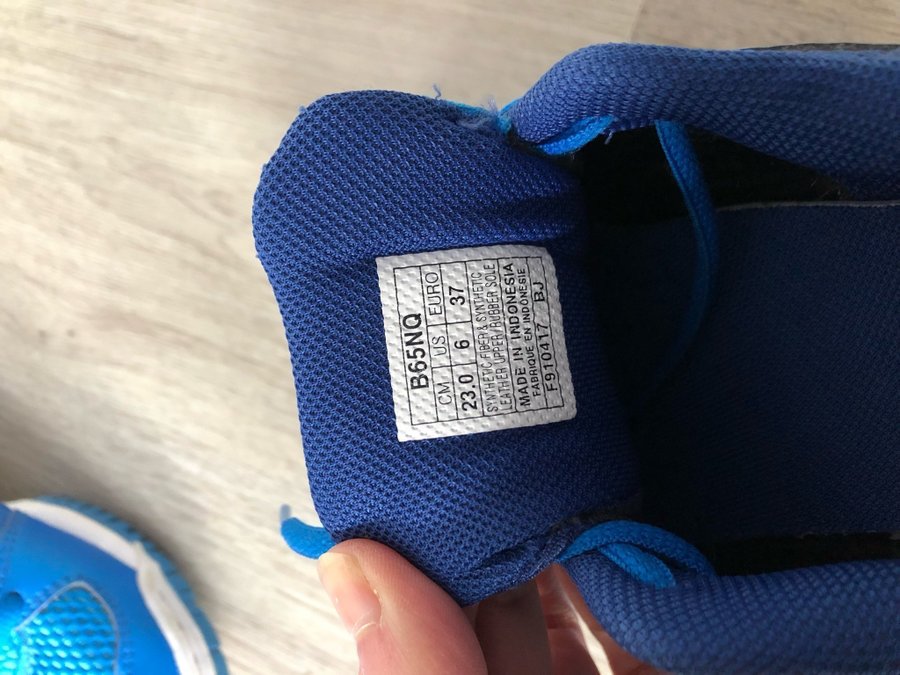 B65NQ
CM US EURO
23.0 6 37
SYNTHETIC FIBER & SYNTHETIC
LEATHER UPPER/RUBBER SOLE
MADE IN INDONESIA
FABRIQUE EN INDONESIE
F910417 BJ